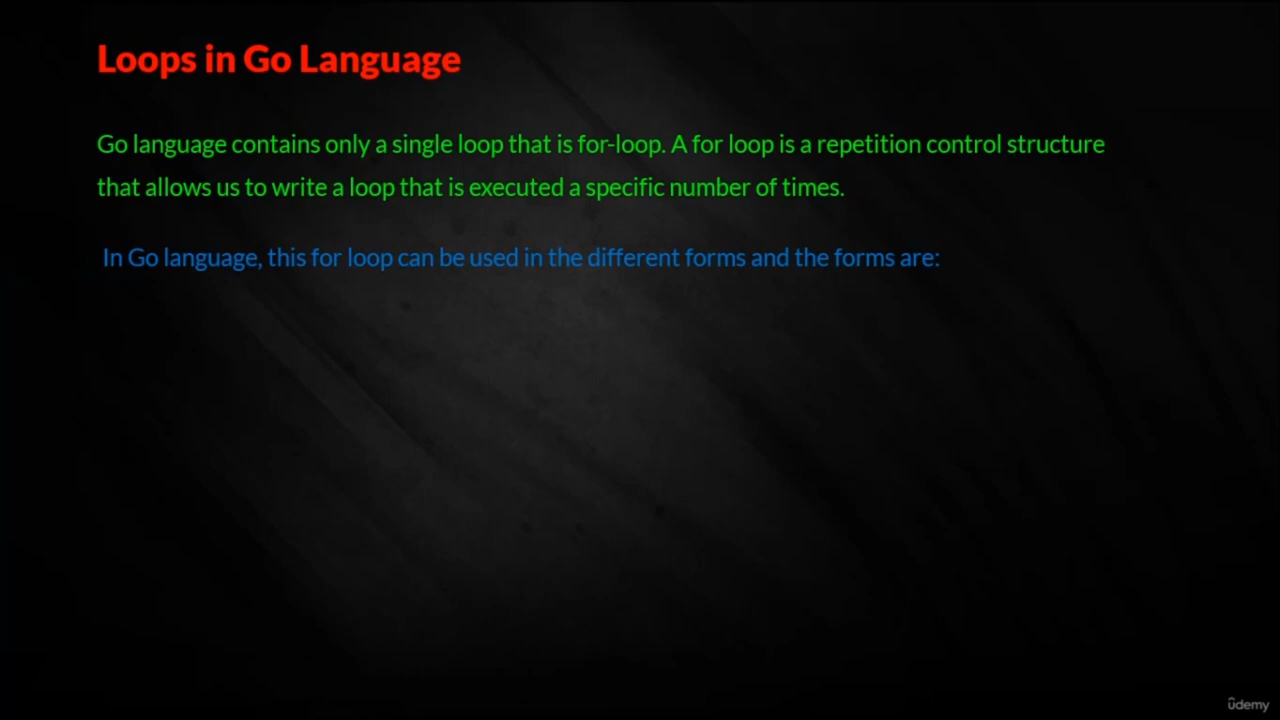 Loops in Go Language
Go language contains only a single loop that is for-loop. A for loop is a repetition control structure
that allows us to write a loop that is executed a specific number of times.
In Go language, this for loop can be used in the different forms and the forms are:
ûdemy